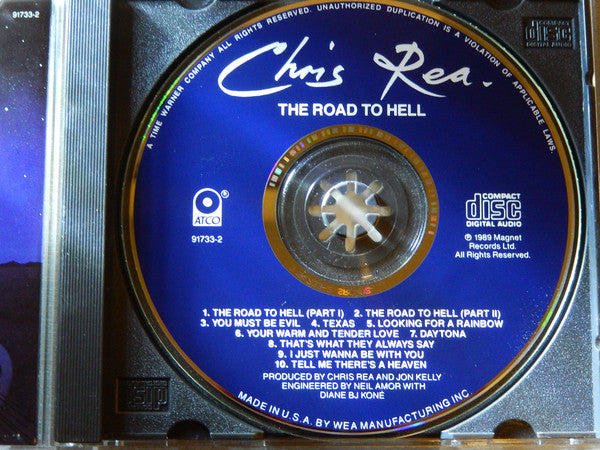 91733-2
A TIME WARNER COMPANY ALL RIGHTS RESERVED. UNAUTHORIZED DUPLICATION IS A VIOLATION OF APPLICABLE LAWS.
COMPACT
disc
DIGITAL AUDIO
Chris Rea.
THE ROAD TO HELL
ATCO
®
91733-2
COMPACT
disc
DIGITAL AUDIO
℗ 1989 Magnet
Records Ltd.
All Rights Reserved.
1. THE ROAD TO HELL (PART I) 2. THE ROAD TO HELL (PART II)
3. YOU MUST BE EVIL 4. TEXAS 5. LOOKING FOR A RAINBOW
6. YOUR WARM AND TENDER LOVE 7. DAYTONA
8. THAT'S WHAT THEY ALWAYS SAY
9. I JUST WANNA BE WITH YOU
10. TELL ME THERE'S A HEAVEN
PRODUCED BY CHRIS REA AND JON KELLY
ENGINEERED BY NEIL AMOR WITH
DIANE BJ KONÉ
MADE IN U.S.A. BY WEA MANUFACTURING INC.